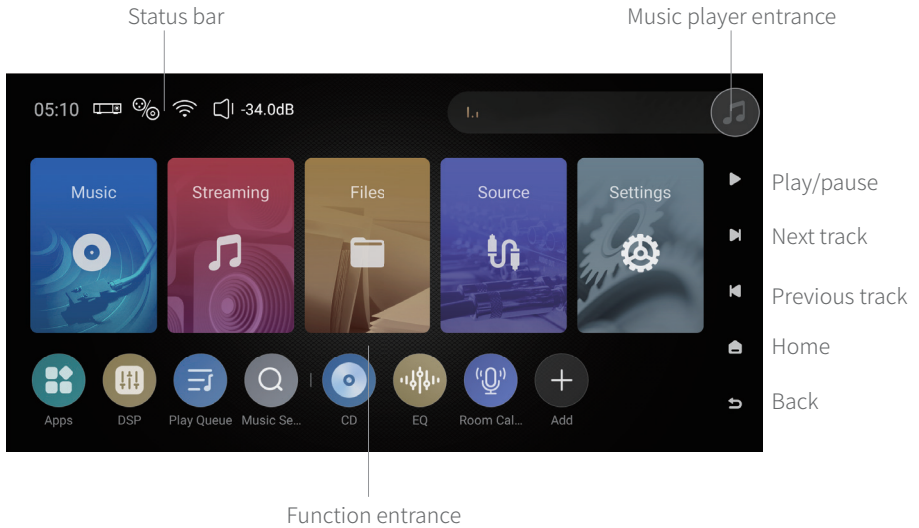 Status bar
Music player entrance
05:10
-34.0dB
Music
Streaming
Files
Source
Settings
Play/pause
Next track
Previous track
Home
Back
Apps
DSP
Play Queue
Music Se...
CD
EQ
Room Cal...
Add
Function entrance